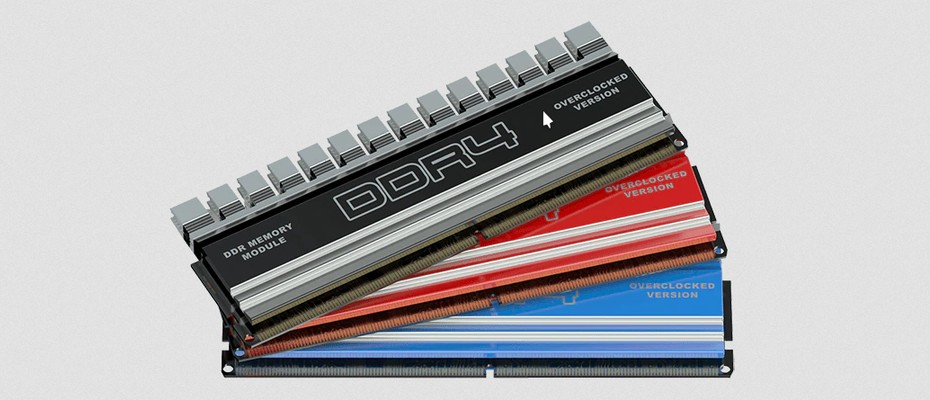 OVERCLOCKED
VERSION
DDR4
DDR MEMORY
MODULE
OVERCLOCKED
VERSION
OVERCLOCKED
VERSION